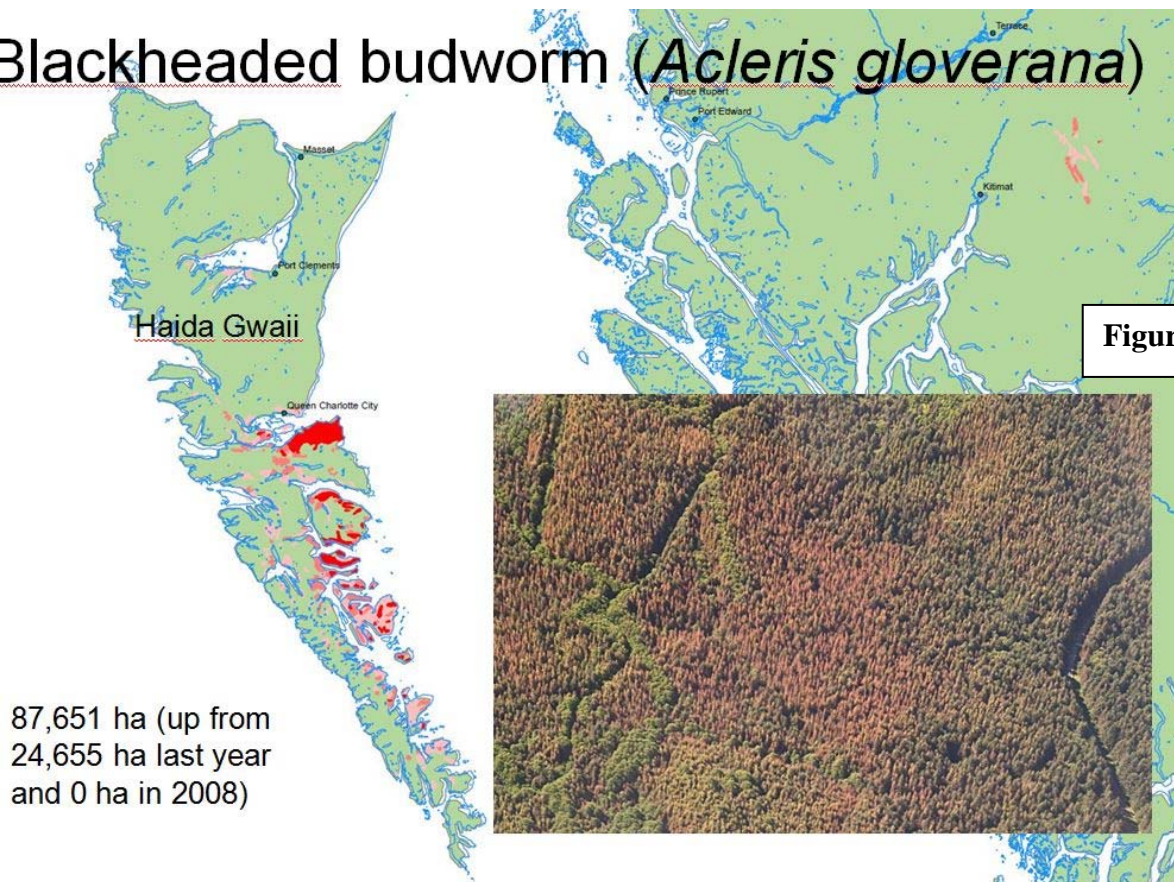 Blackheaded budworm (Acleris gloverana)
Terrace
Prince Rupert
Port Edward
Masset
Kitimat
Port Clements
Haida Gwaii
Figur
Queen Charlotte City
87,651 ha (up from
24,655 ha last year
and 0 ha in 2008)